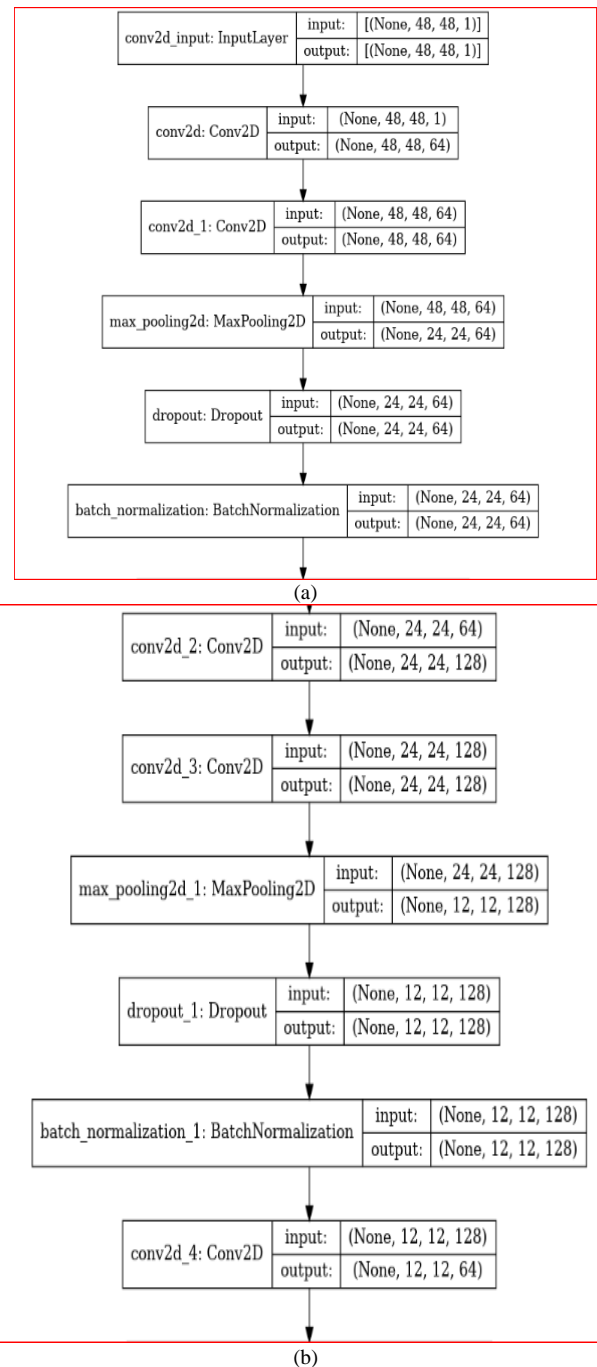 conv2d_input: InputLayer
input: [(None, 48, 48, 1)]
output: [(None, 48, 48, 1)]
conv2d: Conv2D
input: (None, 48, 48, 1)
output: (None, 48, 48, 64)
conv2d_1: Conv2D
input: (None, 48, 48, 64)
output: (None, 48, 48, 64)
max_pooling2d: MaxPooling2D
input: (None, 48, 48, 64)
output: (None, 24, 24, 64)
dropout: Dropout
input: (None, 24, 24, 64)
output: (None, 24, 24, 64)
batch_normalization: BatchNormalization
input: (None, 24, 24, 64)
output: (None, 24, 24, 64)
(a)
conv2d_2: Conv2D
input: (None, 24, 24, 64)
output: (None, 24, 24, 128)
conv2d_3: Conv2D
input: (None, 24, 24, 128)
output: (None, 24, 24, 128)
max_pooling2d_1: MaxPooling2D
input: (None, 24, 24, 128)
output: (None, 12, 12, 128)
dropout_1: Dropout
input: (None, 12, 12, 128)
output: (None, 12, 12, 128)
batch_normalization_1: BatchNormalization
input: (None, 12, 12, 128)
output: (None, 12, 12, 128)
conv2d_4: Conv2D
input: (None, 12, 12, 128)
output: (None, 12, 12, 64)
(b)